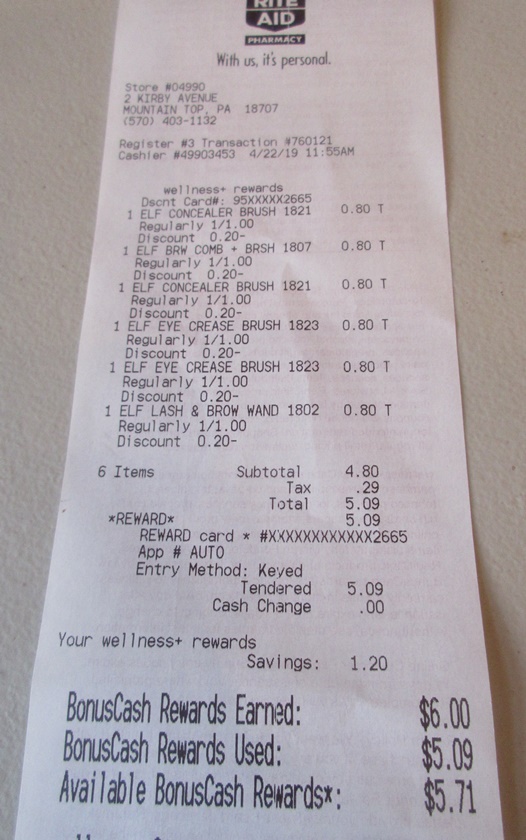 RITE
AID
PHARMACY
With us, it's personal.
Store #04990
2 KIRBY AVENUE
MOUNTAIN TOP, PA 18707
(570) 403-1132
Register #3 Transaction #760121
Cashier #49903453 4/22/19 11:55AM
wellness+ rewards
Dscnt Card#: 95XXXXX2665
1 ELF CONCEALER BRUSH 1821 0.80 T
Regularly 1/1.00
Discount 0.20-
1 ELF BRW COMB + BRSH 1807 0.80 T
Regularly 1/1.00
Discount 0.20-
1 ELF CONCEALER BRUSH 1821 0.80 T
Regularly 1/1.00
Discount 0.20-
1 ELF EYE CREASE BRUSH 1823 0.80 T
Regularly 1/1.00
Discount 0.20-
1 ELF EYE CREASE BRUSH 1823 0.80 T
Regularly 1/1.00
Discount 0.20-
1 ELF LASH & BROW WAND 1802 0.80 T
Regularly 1/1.00
Discount 0.20-
6 Items Subtotal 4.80
Tax .29
Total 5.09
*REWARD* 5.09
REWARD card * #XXXXXXXXXXXX2665
App # AUTO
Entry Method: Keyed
Tendered 5.09
Cash Change .00
Your wellness+ rewards
Savings: 1.20
BonusCash Rewards Earned: $6.00
BonusCash Rewards Used: $5.09
Available BonusCash Rewards*: $5.71